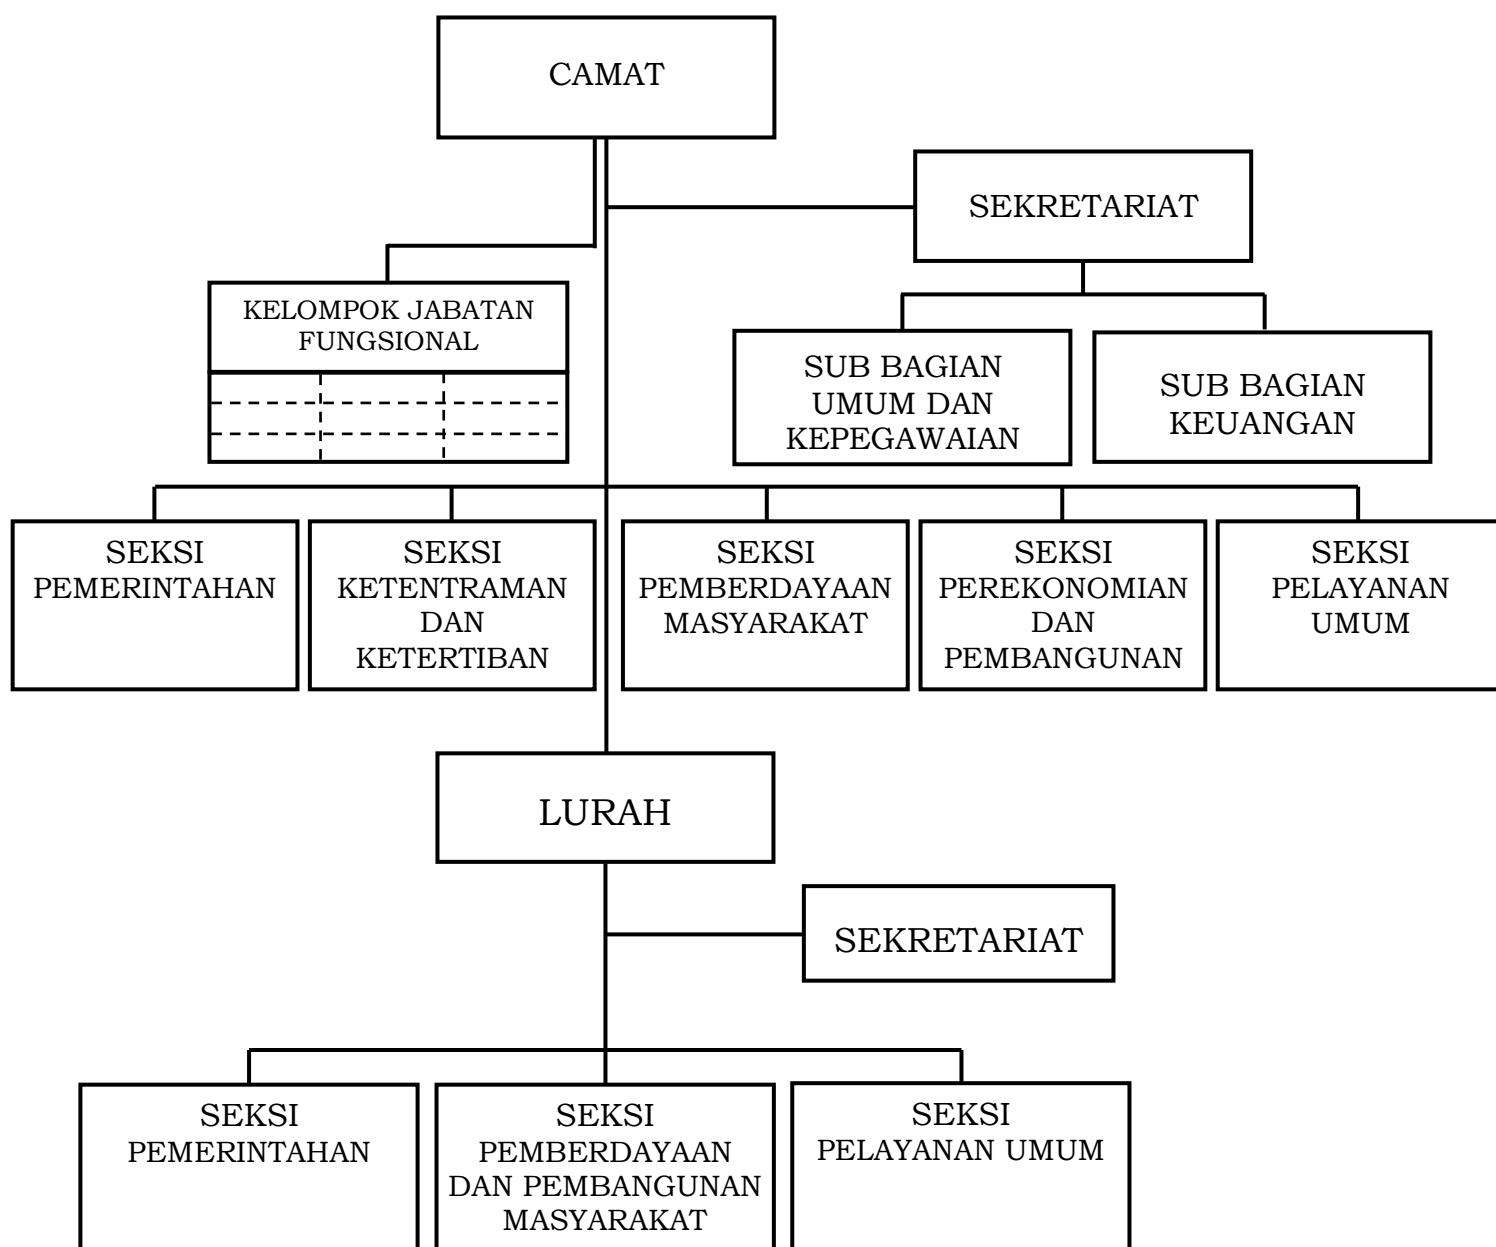 CAMAT
SEKRETARIAT
KELOMPOK JABATAN
FUNGSIONAL
SUB BAGIAN
UMUM DAN
KEPEGAWAIAN
SUB BAGIAN
KEUANGAN
SEKSI
PEMERINTAHAN
SEKSI
KETENTRAMAN
DAN
KETERTIBAN
SEKSI
PEMBERDAYAAN
MASYARAKAT
SEKSI
PEREKONOMIAN
DAN
PEMBANGUNAN
SEKSI
PELAYANAN
UMUM
LURAH
SEKRETARIAT
SEKSI
PEMERINTAHAN
SEKSI
PEMBERDAYAAN
DAN PEMBANGUNAN
MASYARAKAT
SEKSI
PELAYANAN UMUM